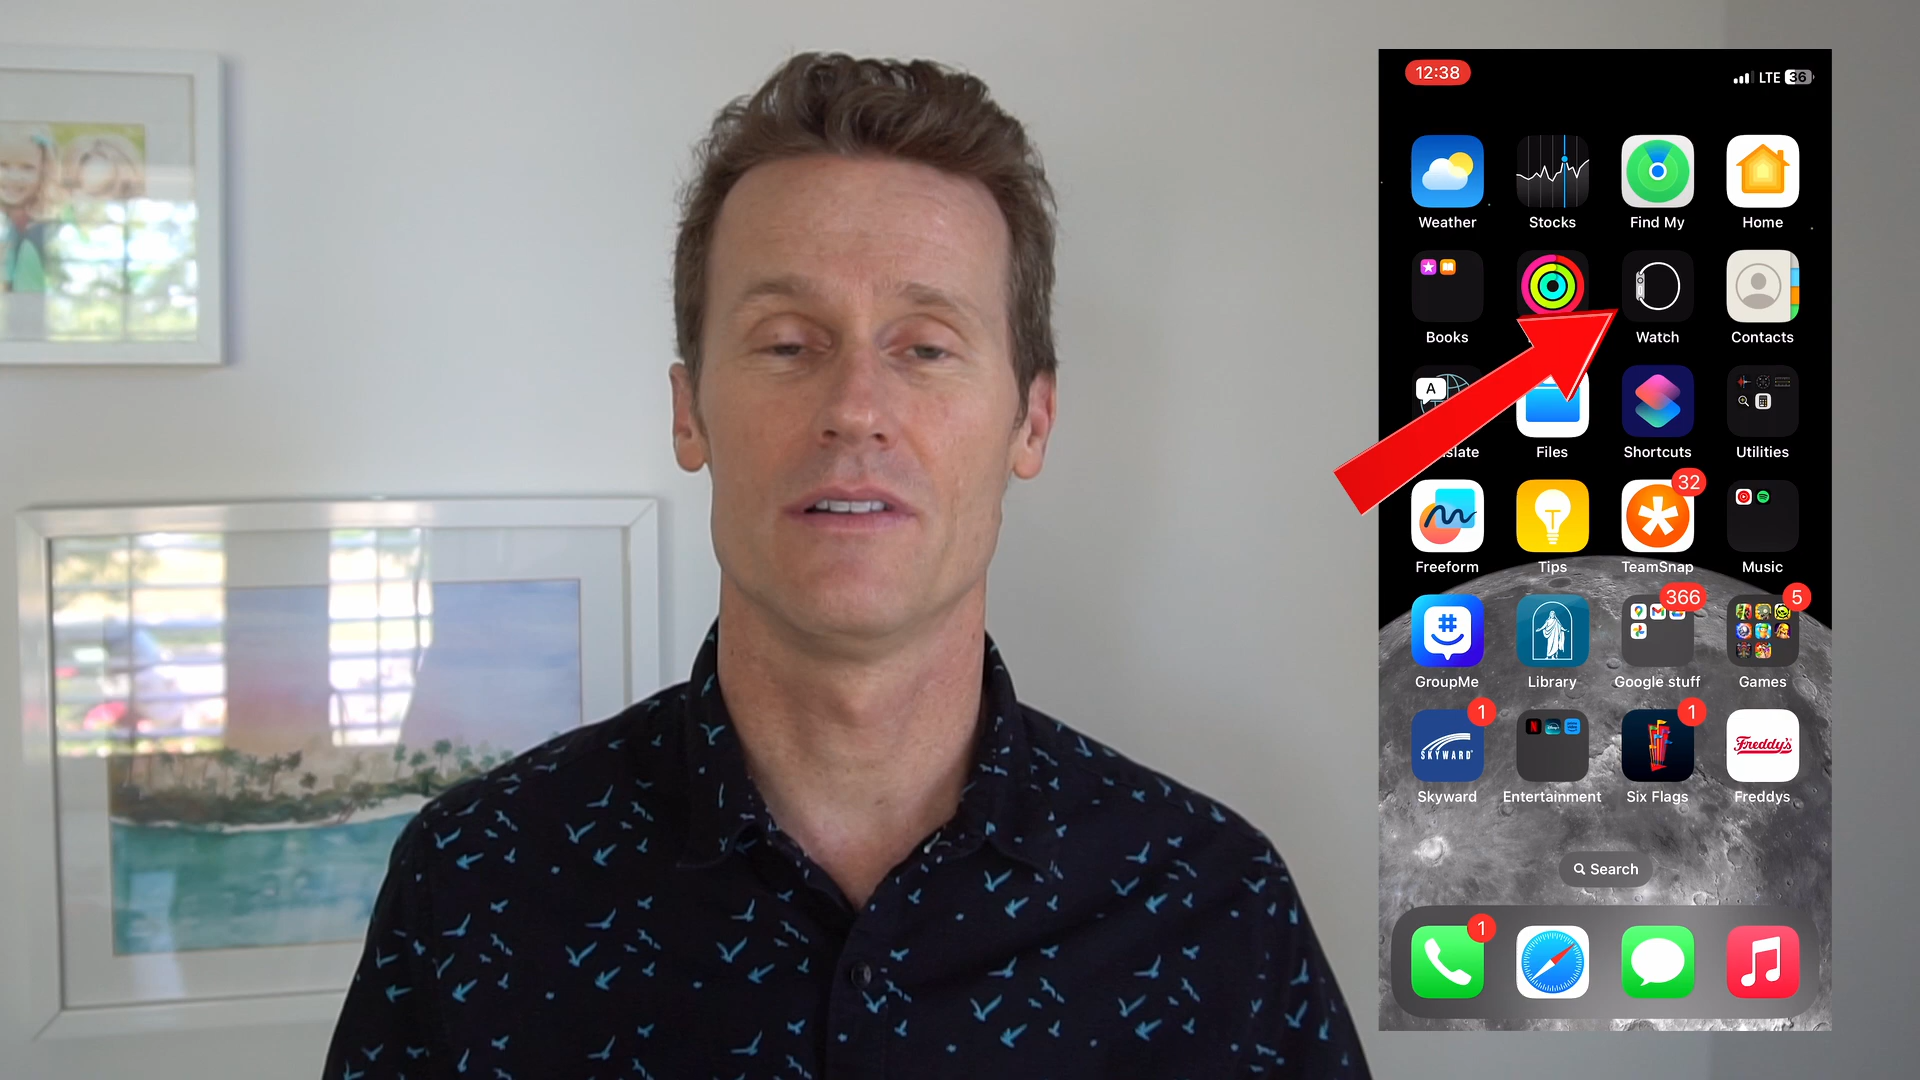 12:38
LTE 36
Weather Stocks Find My Home
Books Watch Contacts
A
slate Files Shortcuts Utilities
32
Freeform Tips TeamSnap Music
366 5
GroupMe Library Google stuff Games
1 1
SKYWARD Freddy's
Skyward Entertainment Six Flags Freddys
Search
1